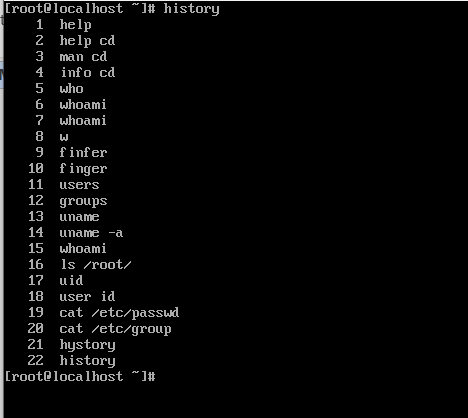 [root@localhost ~]# history
1 help
2 help cd
3 man cd
4 info cd
5 who
6 whoami
7 whoami
8 w
9 finfer
10 finger
11 users
12 groups
13 uname
14 uname -a
15 whoami
16 ls /root/
17 uid
18 user id
19 cat /etc/passwd
20 cat /etc/group
21 hystory
22 history
[root@localhost ~]#